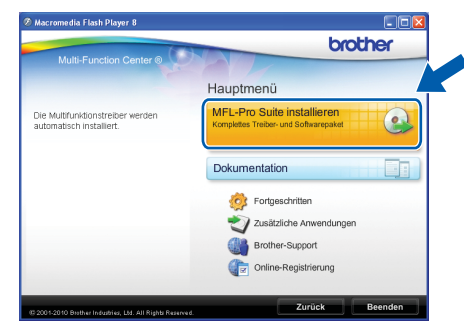 Macromedia Flash Player 8
brother
Multi-Function Center ®
Hauptmenü
Die Multifunktionstreiber werden
automatisch installiert.
MFL-Pro Suite installieren
Komplettes Treiber- und Softwarepaket
Dokumentation
Fortgeschritten
Zusätzliche Anwendungen
Brother-Support
Online-Registrierung
© 2001-2010 Brother Industries, Ltd. All Rights Reserved.
Zurück
Beenden